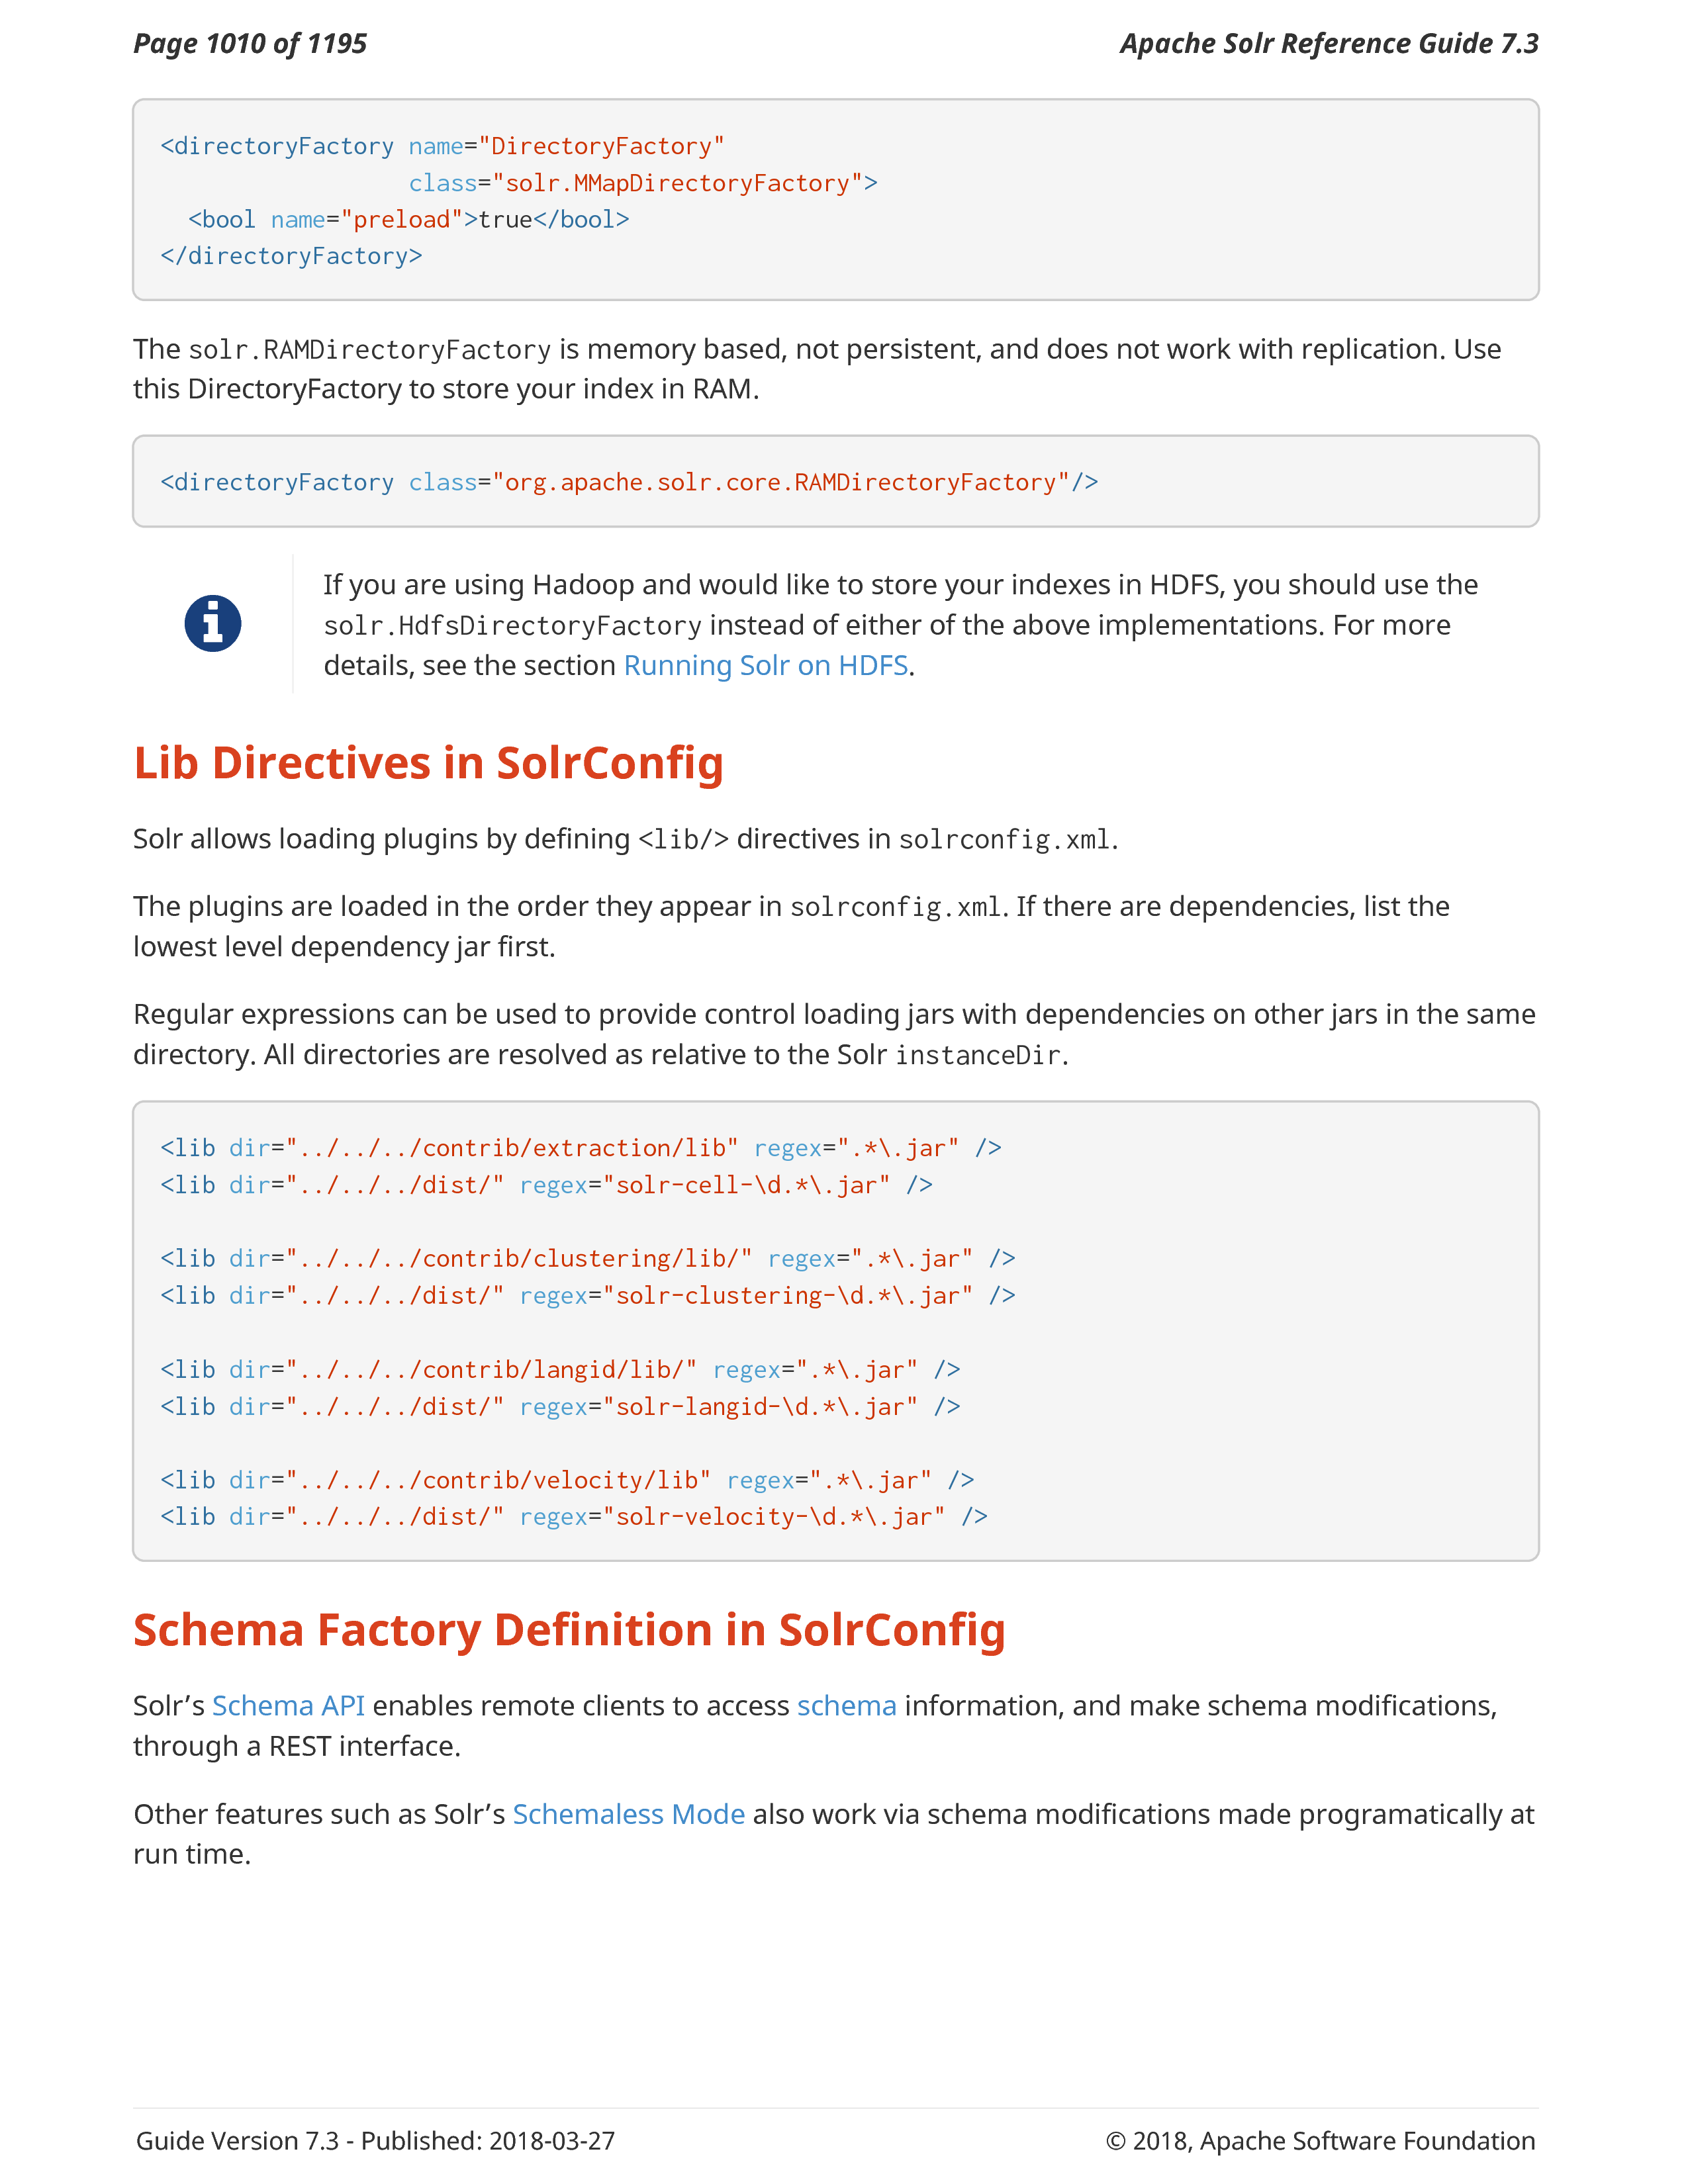 Page 1010 of 1195
Apache Solr Reference Guide 7.3
<directoryFactory name="DirectoryFactory"
                  class="solr.MMapDirectoryFactory">
  <bool name="preload">true</bool>
</directoryFactory>
The solr.RAMDirectoryFactory is memory based, not persistent, and does not work with replication. Use
this DirectoryFactory to store your index in RAM.
<directoryFactory class="org.apache.solr.core.RAMDirectoryFactory"/>
If you are using Hadoop and would like to store your indexes in HDFS, you should use the
solr.HdfsDirectoryFactory instead of either of the above implementations. For more
details, see the section Running Solr on HDFS.
Lib Directives in SolrConfig
Solr allows loading plugins by defining <lib/> directives in solrconfig.xml.
The plugins are loaded in the order they appear in solrconfig.xml. If there are dependencies, list the
lowest level dependency jar first.
Regular expressions can be used to provide control loading jars with dependencies on other jars in the same
directory. All directories are resolved as relative to the Solr instanceDir.
<lib dir="../../../contrib/extraction/lib" regex=".*\.jar" />
<lib dir="../../../dist/" regex="solr-cell-\d.*\.jar" />
<lib dir="../../../contrib/clustering/lib/" regex=".*\.jar" />
<lib dir="../../../dist/" regex="solr-clustering-\d.*\.jar" />
<lib dir="../../../contrib/langid/lib/" regex=".*\.jar" />
<lib dir="../../../dist/" regex="solr-langid-\d.*\.jar" />
<lib dir="../../../contrib/velocity/lib" regex=".*\.jar" />
<lib dir="../../../dist/" regex="solr-velocity-\d.*\.jar" />
Schema Factory Definition in SolrConfig
Solr’s Schema API enables remote clients to access schema information, and make schema modifications,
through a REST interface.
Other features such as Solr’s Schemaless Mode also work via schema modifications made programatically at
run time.
Guide Version 7.3 - Published: 2018-03-27
© 2018, Apache Software Foundation